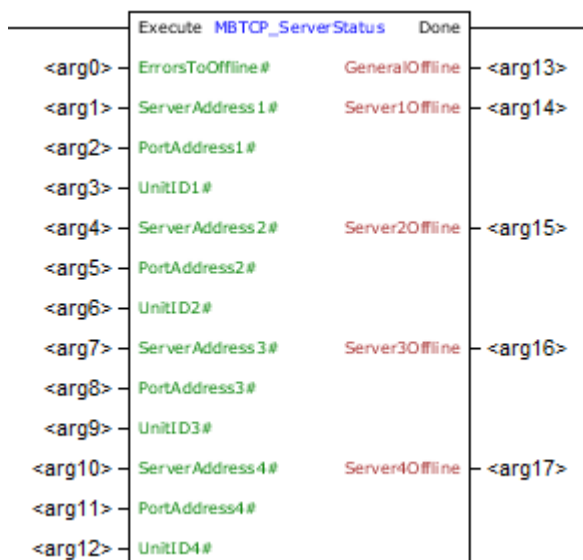 Execute MBTCP_ServerStatus Done
<arg0> ErrorsToOffline# GeneralOffline <arg13>
<arg1> ServerAddress1# Server1Offline <arg14>
<arg2> PortAddress1#
<arg3> UnitID1#
<arg4> ServerAddress2# Server2Offline <arg15>
<arg5> PortAddress2#
<arg6> UnitID2#
<arg7> ServerAddress3# Server3Offline <arg16>
<arg8> PortAddress3#
<arg9> UnitID3#
<arg10> ServerAddress4# Server4Offline <arg17>
<arg11> PortAddress4#
<arg12> UnitID4#